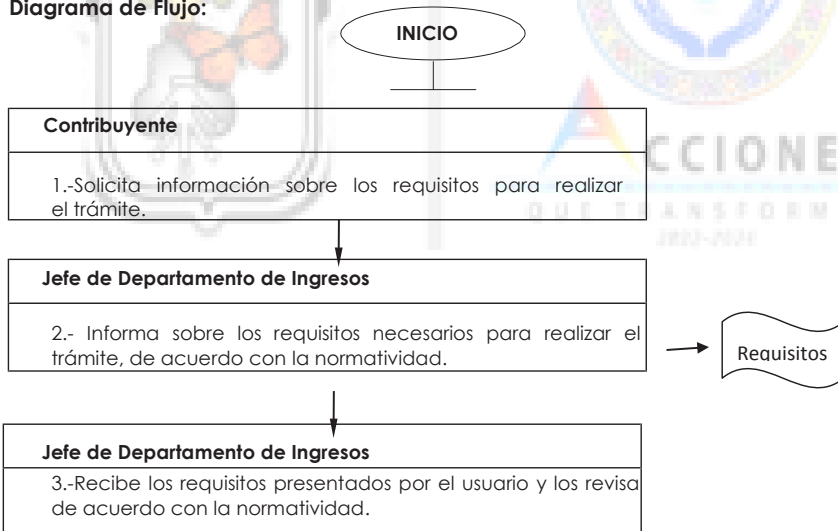 Diagrama de Flujo:
INICIO
Contribuyente
1.-Solicita información sobre los requisitos para realizar
el trámite.
CCIONE
QUE TRANSFORM
2022-2024
Jefe de Departamento de Ingresos
2.- Informa sobre los requisitos necesarios para realizar el
trámite, de acuerdo con la normatividad.
Requisitos
Jefe de Departamento de Ingresos
3.-Recibe los requisitos presentados por el usuario y los revisa
de acuerdo con la normatividad.